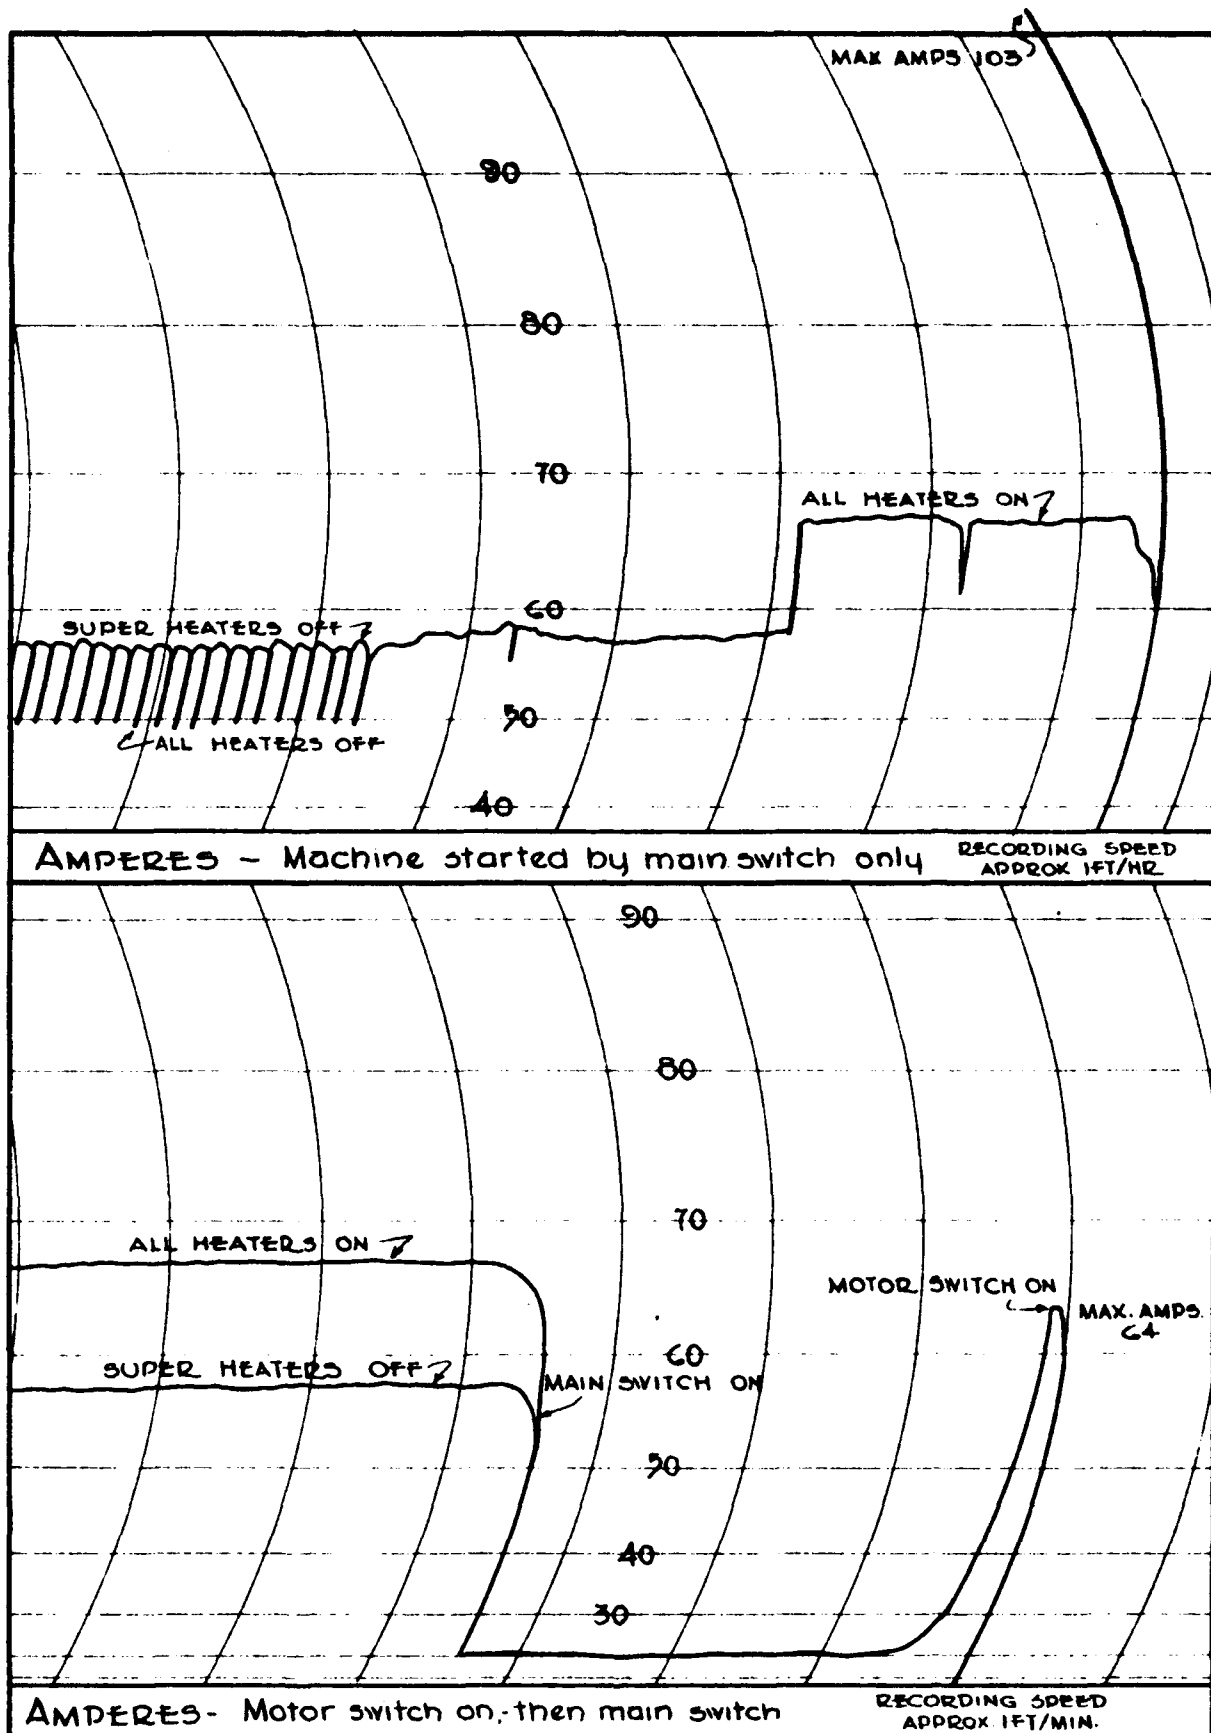 MAX AMPS 103
90
80
70
ALL HEATERS ON
60
SUPER HEATERS OFF
50
ALL HEATERS OFF
40
AMPERES - Machine started by main switch only
RECORDING SPEED
APPROX 1FT/HR
90
80
70
ALL HEATERS ON
MOTOR SWITCH ON
MAX. AMPS.
64
60
SUPER HEATERS OFF
MAIN SWITCH ON
50
40
30
AMPERES- Motor switch on,-then main switch
RECORDING SPEED
APPROX 1FT/MIN.